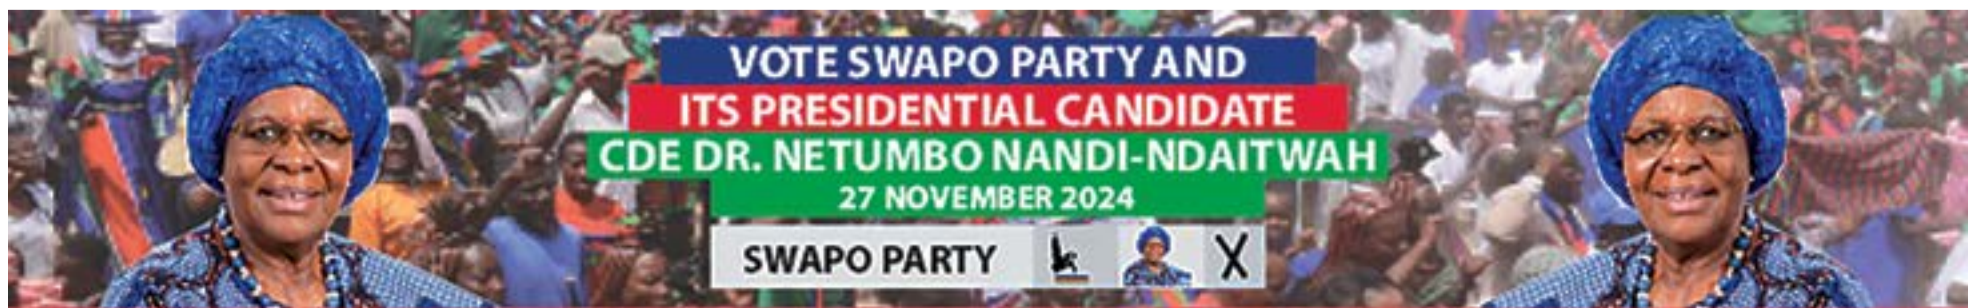 VOTE SWAPO PARTY AND
ITS PRESIDENTIAL CANDIDATE
CDE DR. NETUMBO NANDI-NDAITWAH
27 NOVEMBER 2024
SWAPO PARTY X